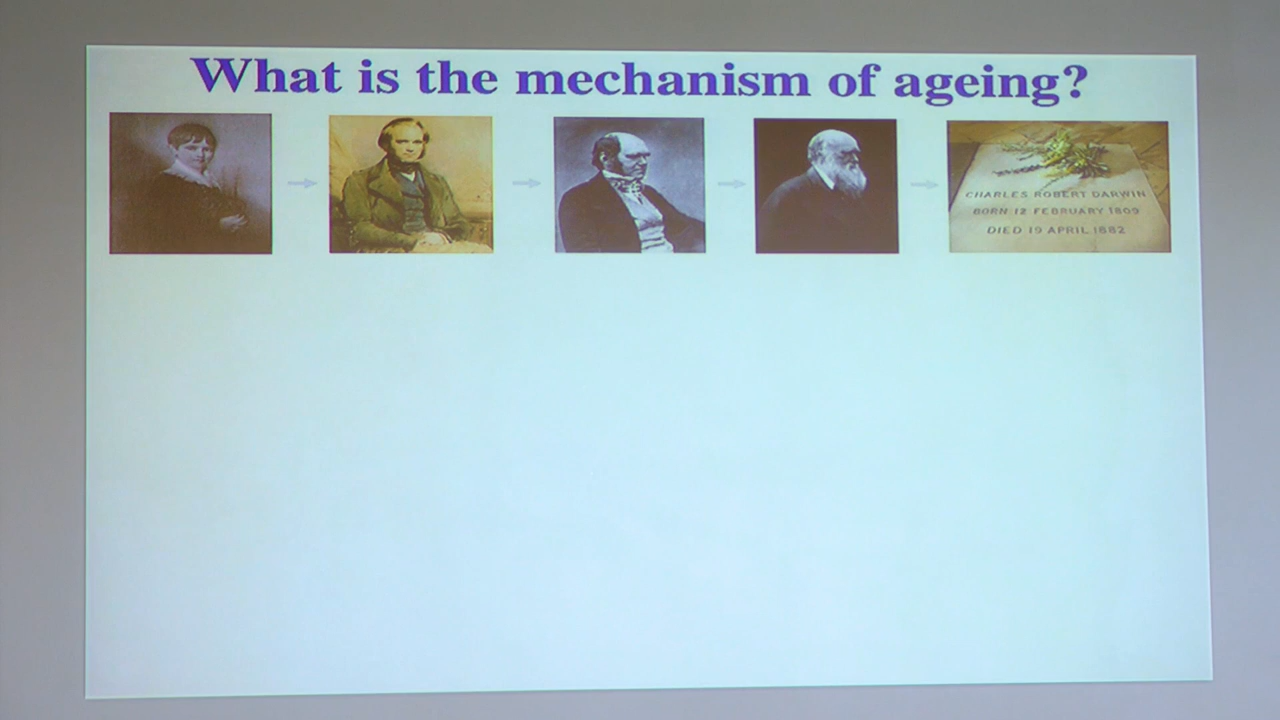 What is the mechanism of ageing?
CHARLES ROBERT DARWIN
BORN 12 FEBRUARY 1809
DIED 19 APRIL 1882